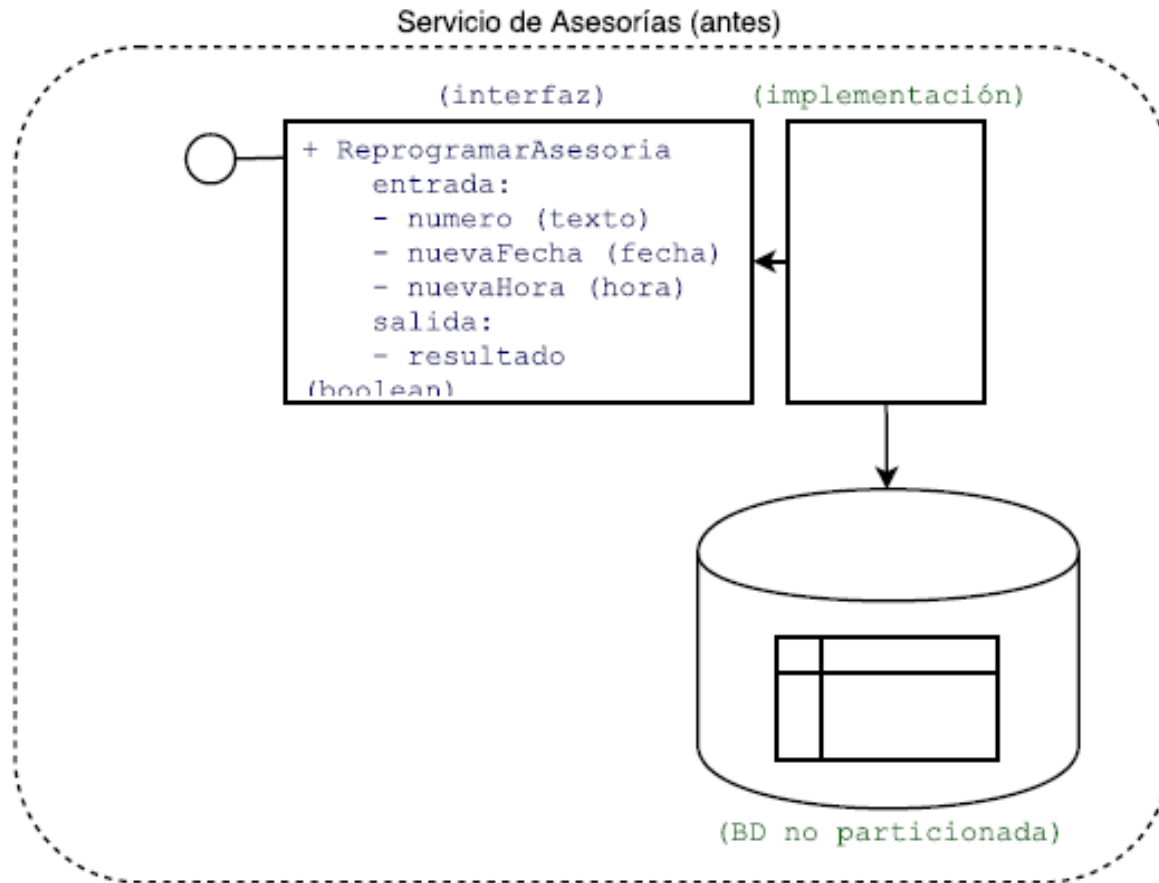 Servicio de Asesorías (antes)
(interfaz)
(implementación)
+ ReprogramarAsesoria
entrada:
- numero (texto)
- nuevaFecha (fecha)
- nuevaHora (hora)
salida:
- resultado
(boolean)
(BD no particionada)